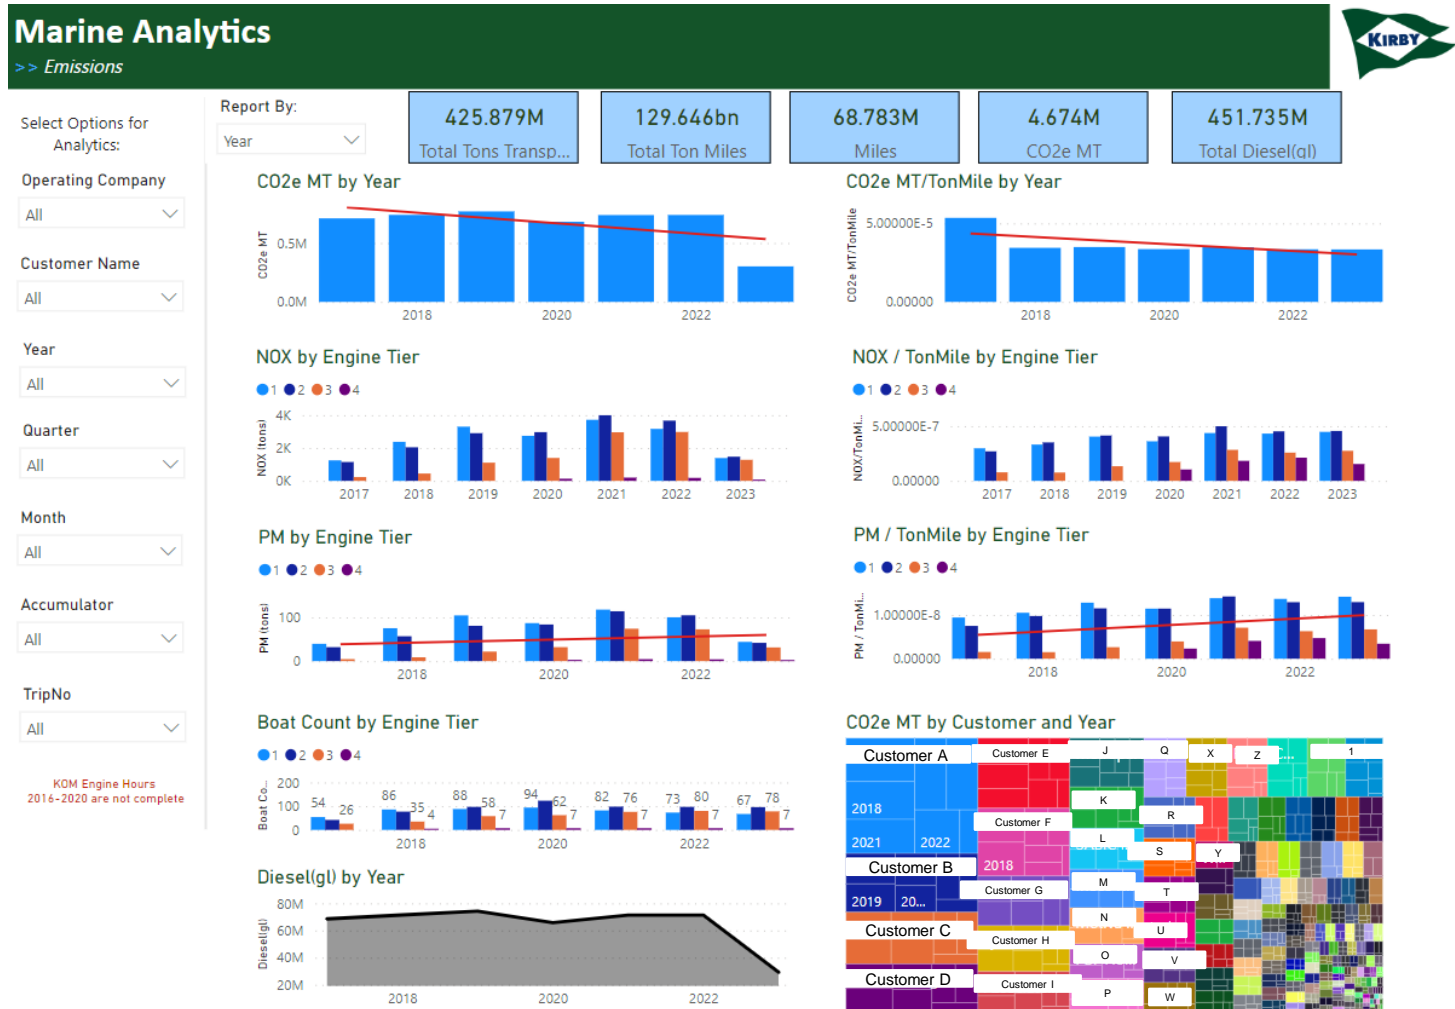 Marine Analytics
>> Emissions
KIRBY
Select Options for
Analytics:
Operating Company
All
Customer Name
All
Year
All
Quarter
All
Month
All
Accumulator
All
TripNo
All
KOM Engine Hours
2016-2020 are not complete
Report By:
Year
425.879M
Total Tons Transp...
129.646bn
Total Ton Miles
68.783M
Miles
4.674M
CO2e MT
451.735M
Total Diesel(gl)
CO2e MT by Year
CO2e MT
0.5M
0.0M
2018 2020 2022
CO2e MT/TonMile by Year
CO2e MT/TonMile
5.00000E-5
0.00000
2018 2020 2022
NOX by Engine Tier
1 2 3 4
NOX (tons)
4K
2K
0K
2017 2018 2019 2020 2021 2022 2023
NOX / TonMile by Engine Tier
1 2 3 4
NOX/TonMi...
5.00000E-7
0.00000
2017 2018 2019 2020 2021 2022 2023
PM by Engine Tier
1 2 3 4
PM (tons)
100
0
2018 2020 2022
PM / TonMile by Engine Tier
1 2 3 4
PM / TonMi...
1.00000E-8
0.00000
2018 2020 2022
Boat Count by Engine Tier
1 2 3 4
Boat Co...
200
100
0
54 26 86 35 4 88 58 7 94 62 7 82 76 7 73 80 7 67 78 7
2018 2020 2022
Diesel(gl) by Year
Diesel(gl)
80M
60M
40M
20M
2018 2020 2022
CO2e MT by Customer and Year
Customer A
2018
2021 2022
Customer B
2019 20...
Customer C
Customer D
Customer E
Customer F
2018
Customer G
Customer H
Customer I
J
K
L
M
N
O
P
Q
R
S
T
U
V
W
X
Y
Z
C...
1